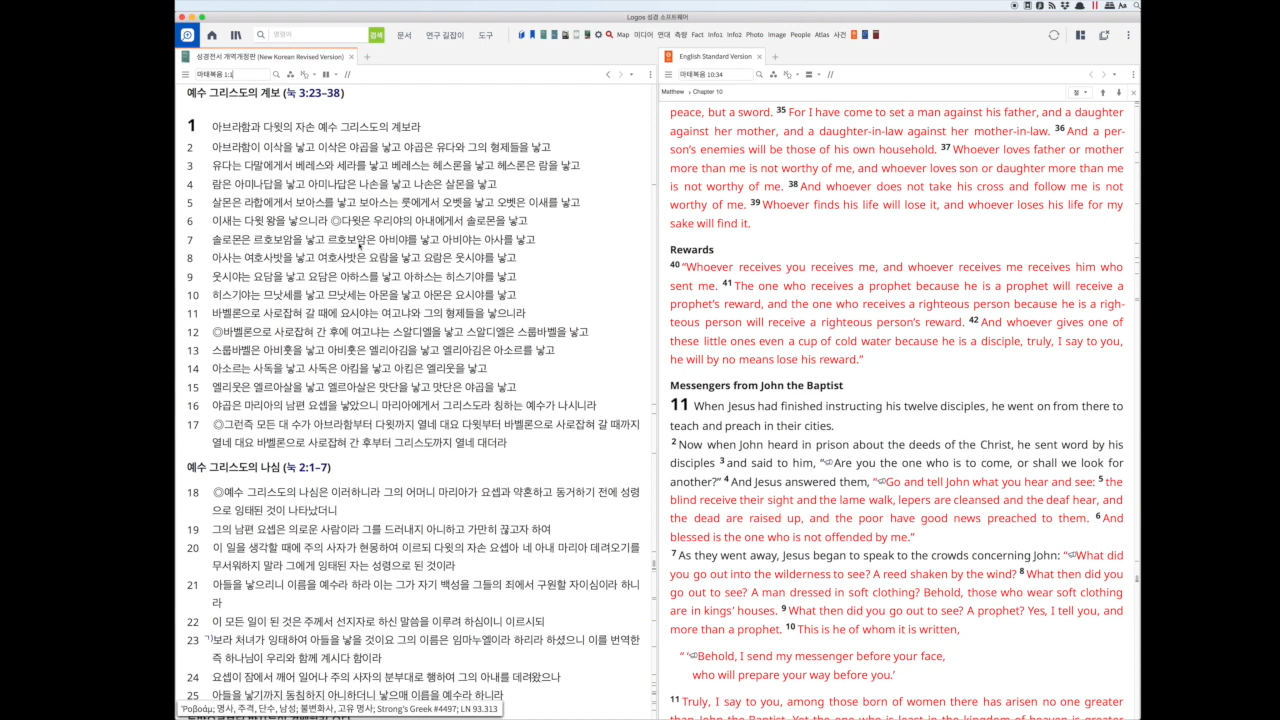 Logos 성경 소프트웨어
명령어
검색
문서
연구 길잡이
도구
Map
미디어
연대
측량
Fact
Info1
Info2
Photo
Image
People
Atlas
사건
성경전서 개역개정판 (New Korean Revised Version)
마태복음 1:1
예수 그리스도의 계보 (눅 3:23–38)
1 아브라함과 다윗의 자손 예수 그리스도의 계보라
2 아브라함이 이삭을 낳고 이삭은 야곱을 낳고 야곱은 유다와 그의 형제들을 낳고
3 유다는 다말에게서 베레스와 세라를 낳고 베레스는 헤스론을 낳고 헤스론은 람을 낳고
4 람은 아미나답을 낳고 아미나답은 나손을 낳고 나손은 살몬을 낳고
5 살몬은 라합에게서 보아스를 낳고 보아스는 룻에게서 오벳을 낳고 오벳은 이새를 낳고
6 이새는 다윗 왕을 낳으니라 ◎다윗은 우리야의 아내에게서 솔로몬을 낳고
7 솔로몬은 르호보암을 낳고 르호보암은 아비야를 낳고 아비야는 아사를 낳고
8 아사는 여호사밧을 낳고 여호사밧은 요람을 낳고 요람은 웃시야를 낳고
9 웃시야는 요담을 낳고 요담은 아하스를 낳고 아하스는 히스기야를 낳고
10 히스기야는 므낫세를 낳고 므낫세는 아몬을 낳고 아몬은 요시야를 낳고
11 바벨론으로 사로잡혀 갈 때에 요시야는 여고냐와 그의 형제들을 낳으니라
12 ◎바벨론으로 사로잡혀 간 후에 여고냐는 스알디엘을 낳고 스알디엘은 스룹바벨을 낳고
13 스룹바벨은 아비훗을 낳고 아비훗은 엘리아김을 낳고 엘리아김은 아소르를 낳고
14 아소르는 사독을 낳고 사독은 아킴을 낳고 아킴은 엘리웃을 낳고
15 엘리웃은 엘르아살을 낳고 엘르아살은 맛단을 낳고 맛단은 야곱을 낳고
16 야곱은 마리아의 남편 요셉을 낳았으니 마리아에게서 그리스도라 칭하는 예수가 나시니라
17 ◎그런즉 모든 대 수가 아브라함부터 다윗까지 열네 대요 다윗부터 바벨론으로 사로잡혀 갈 때까지
열네 대요 바벨론으로 사로잡혀 간 후부터 그리스도까지 열네 대더라
예수 그리스도의 나심 (눅 2:1–7)
18 ◎예수 그리스도의 나심은 이러하니라 그의 어머니 마리아가 요셉과 약혼하고 동거하기 전에 성령
으로 잉태된 것이 나타났더니
19 그의 남편 요셉은 의로운 사람이라 그를 드러내지 아니하고 가만히 끊고자 하여
20 이 일을 생각할 때에 주의 사자가 현몽하여 이르되 다윗의 자손 요셉아 네 아내 마리아 데려오기를
무서워하지 말라 그에게 잉태된 자는 성령으로 된 것이라
21 아들을 낳으리니 이름을 예수라 하라 이는 그가 자기 백성을 그들의 죄에서 구원할 자이심이라 하니
라
22 이 모든 일이 된 것은 주께서 선지자로 하신 말씀을 이루려 하심이니 이르시되
23 ㄱ)보라 처녀가 잉태하여 아들을 낳을 것이요 그의 이름은 임마누엘이라 하리라 하셨으니 이를 번역한
즉 하나님이 우리와 함께 계시다 함이라
24 요셉이 잠에서 깨어 일어나 주의 사자의 분부대로 행하여 그의 아내를 데려왔으나
25 아들을 낳기까지 동침하지 아니하더니 낳으매 이름을 예수라 하니라
Ῥοβοάμ; 명사, 주격, 단수, 남성; 불변화사, 고유 명사; Strong's Greek #4497; LN 93.313
English Standard Version
마태복음 10:34
Matthew › Chapter 10
절
peace, but a sword. 35 For I have come to set a man against his father, and a daughter
against her mother, and a daughter-in-law against her mother-in-law. 36 And a per-
son's enemies will be those of his own household. 37 Whoever loves father or mother
more than me is not worthy of me, and whoever loves son or daughter more than me
is not worthy of me. 38 And whoever does not take his cross and follow me is not
worthy of me. 39 Whoever finds his life will lose it, and whoever loses his life for my
sake will find it.
Rewards
40 “Whoever receives you receives me, and whoever receives me receives him who
sent me. 41 The one who receives a prophet because he is a prophet will receive a
prophet's reward, and the one who receives a righteous person because he is a righ-
teous person will receive a righteous person's reward. 42 And whoever gives one of
these little ones even a cup of cold water because he is a disciple, truly, I say to you,
he will by no means lose his reward.”
Messengers from John the Baptist
11 When Jesus had finished instructing his twelve disciples, he went on from there to
teach and preach in their cities.
2 Now when John heard in prison about the deeds of the Christ, he sent word by his
disciples 3 and said to him, “Are you the one who is to come, or shall we look for
another?” 4 And Jesus answered them, “Go and tell John what you hear and see: 5 the
blind receive their sight and the lame walk, lepers are cleansed and the deaf hear, and
the dead are raised up, and the poor have good news preached to them. 6 And
blessed is the one who is not offended by me.”
7 As they went away, Jesus began to speak to the crowds concerning John: “What did
you go out into the wilderness to see? A reed shaken by the wind? 8 What then did you
go out to see? A man dressed in soft clothing? Behold, those who wear soft clothing
are in kings' houses. 9 What then did you go out to see? A prophet? Yes, I tell you, and
more than a prophet. 10 This is he of whom it is written,
“ ‘Behold, I send my messenger before your face,
who will prepare your way before you.’
11 Truly, I say to you, among those born of women there has arisen no one greater
than John the Baptist. Yet the one who is least in the kingdom of heaven is greater